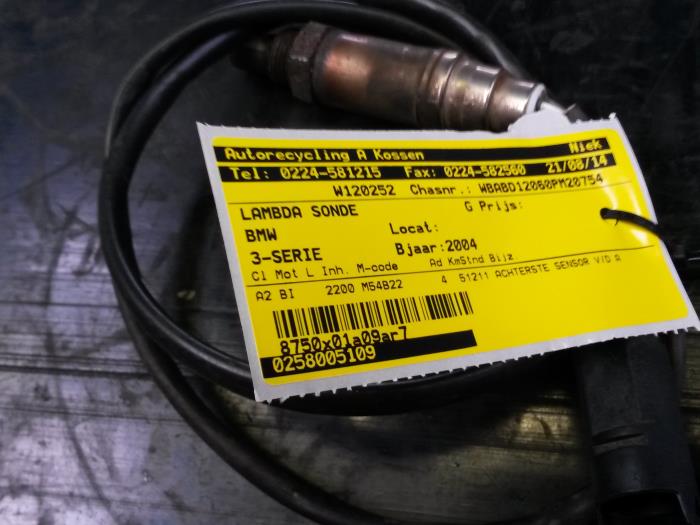 Autorecycling A Kossen Niek
Tel: 0224-581215 Fax: 0224-582560 21/08/14
W120252 Chasnr.: WBABD12060PM20754
LAMBDA SONDE G Prijs:
BMW Locat:
3-SERIE Bjaar:2004
Cl Mot L Inh. M-code Ad KmStnd Bijz
A2 BI 2200 M54B22 4 51211 ACHTERSTE SENSOR V/D A
8750x01a09ar7
0258005109